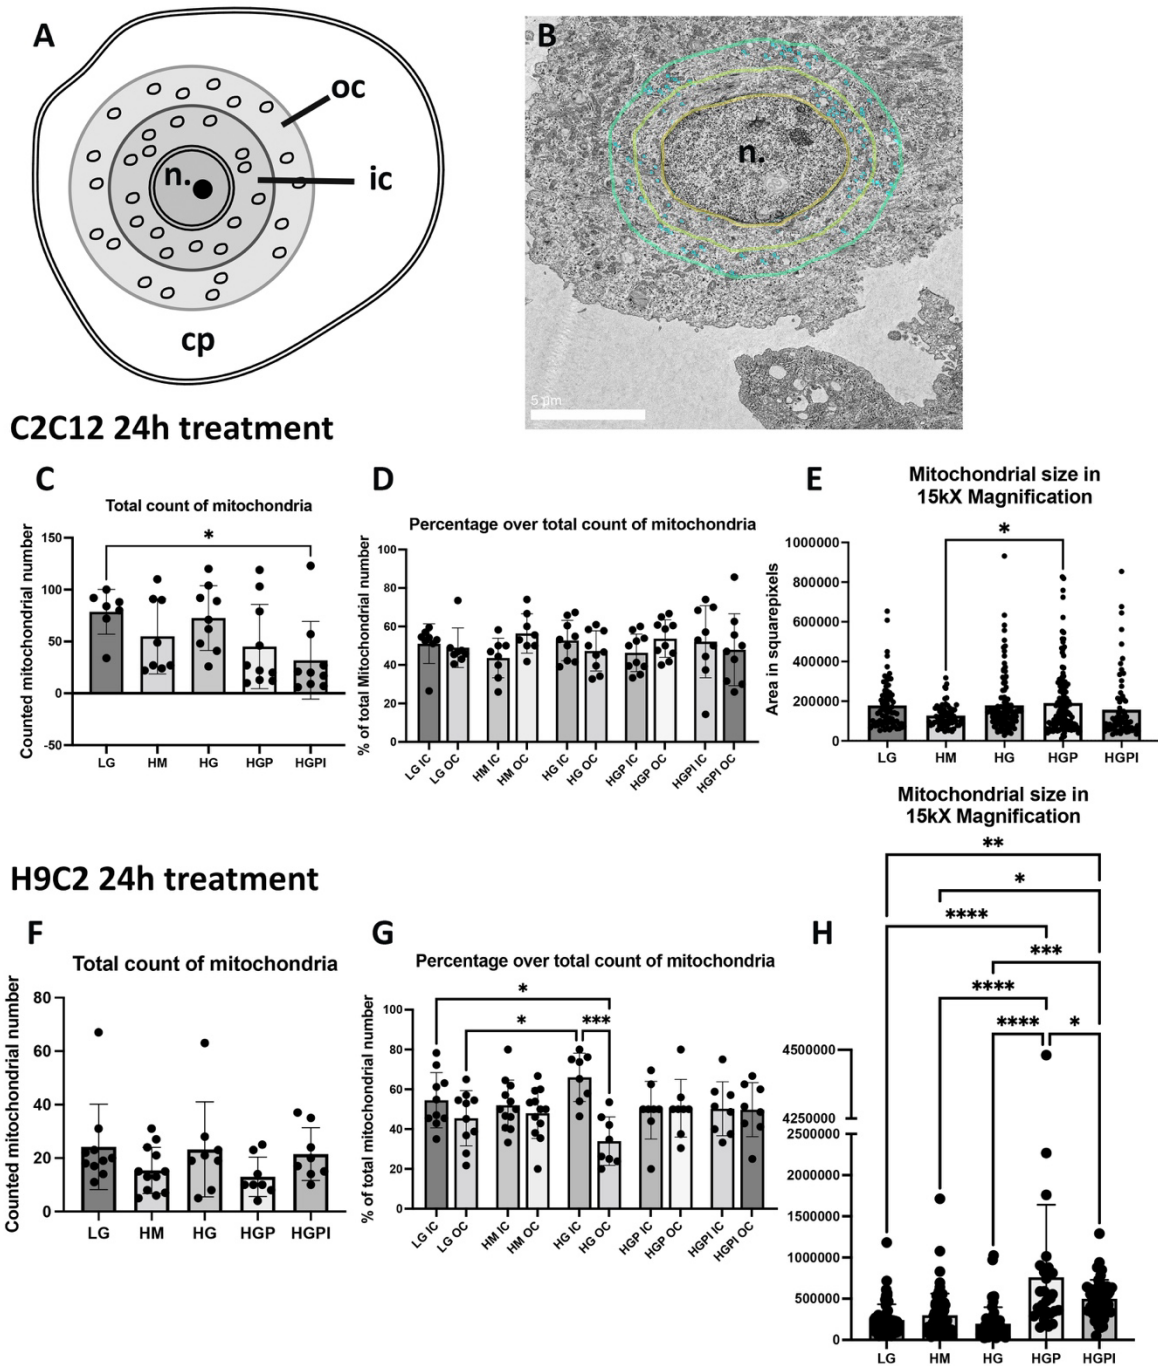 A
oc
n.
ic
cp
B
n.
5 µm
C2C12 24h treatment
C
Total count of mitochondria
*
Counted mitochondrial number
150
100
50
0
-50
LG
HM
HG
HGP
HGPI
D
Percentage over total count of mitochondria
% of total Mitochondrial number
100
80
60
40
20
0
LG IC
LG OC
HM IC
HM OC
HG IC
HG OC
HGP IC
HGP OC
HGPI IC
HGPI OC
E
Mitochondrial size in
15kX Magnification
*
Area in squarepixels
1000000
800000
600000
400000
200000
0
LG
HM
HG
HGP
HGPI
H9C2 24h treatment
F
Total count of mitochondria
Counted mitochondrial number
80
60
40
20
0
LG
HM
HG
HGP
HGPI
G
Percentage over total count of mitochondria
*
*
***
% of total mitochondrial number
100
80
60
40
20
0
LG IC
LG OC
HM IC
HM OC
HG IC
HG OC
HGP IC
HGP OC
HGPI IC
HGPI OC
H
Mitochondrial size in
15kX Magnification
**
*
****
***
****
****
*
4500000
4250000
2500000
2000000
1500000
1000000
500000
0
LG
HM
HG
HGP
HGPI